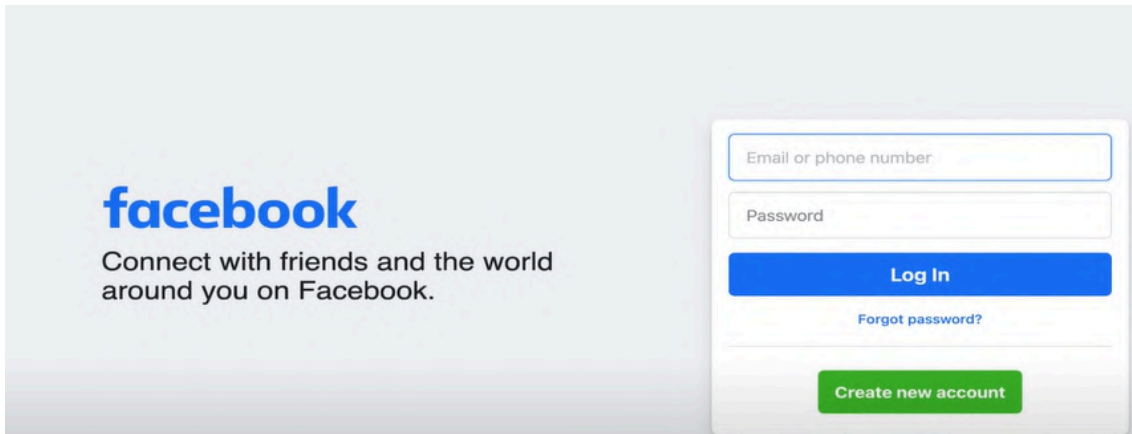 facebook
Connect with friends and the world
around you on Facebook.
Email or phone number
Password
Log In
Forgot password?
Create new account